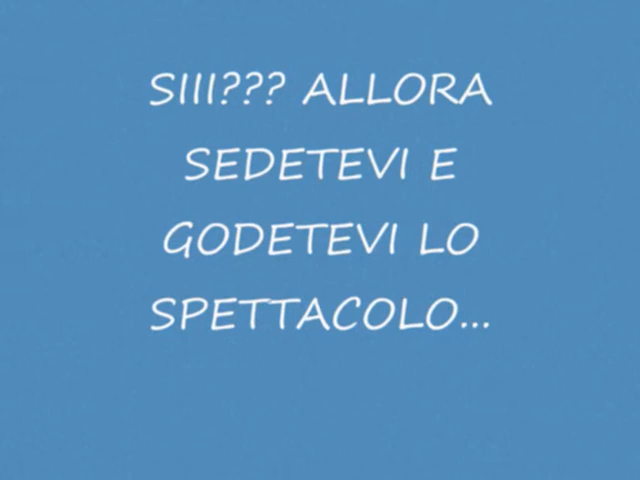 SIII??? ALLORA
SEDETEVI E
GODETEVI LO
SPETTACOLO...